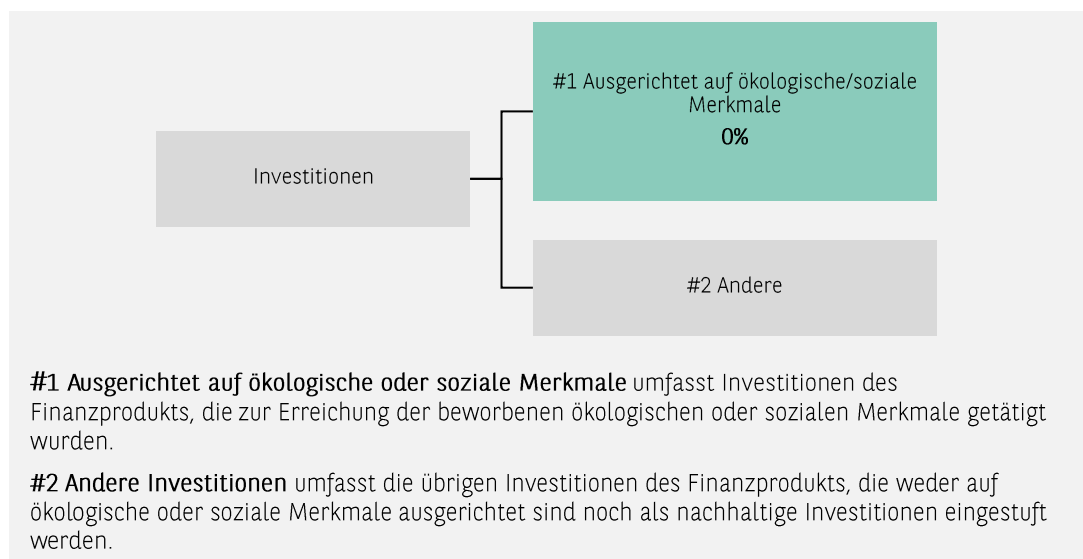 #1 Ausgerichtet auf ökologische/soziale
Merkmale
0%
Investitionen
#2 Andere
#1 Ausgerichtet auf ökologische oder soziale Merkmale umfasst Investitionen des
Finanzprodukts, die zur Erreichung der beworbenen ökologischen oder sozialen Merkmale getätigt
wurden.
#2 Andere Investitionen umfasst die übrigen Investitionen des Finanzprodukts, die weder auf
ökologische oder soziale Merkmale ausgerichtet sind noch als nachhaltige Investitionen eingestuft
werden.